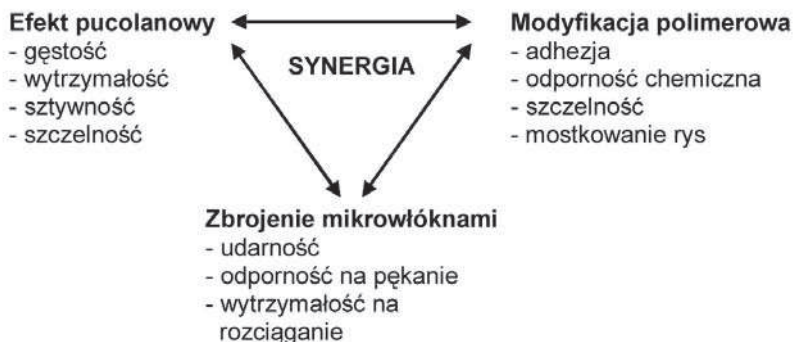 Efekt pucolanowy
- gęstość
- wytrzymałość
- sztywność
- szczelność
SYNERGIA
Modyfikacja polimerowa
- adhezja
- odporność chemiczna
- szczelność
- mostkowanie rys
Zbrojenie mikrowłóknami
- udarność
- odporność na pękanie
- wytrzymałość na
rozciąganie